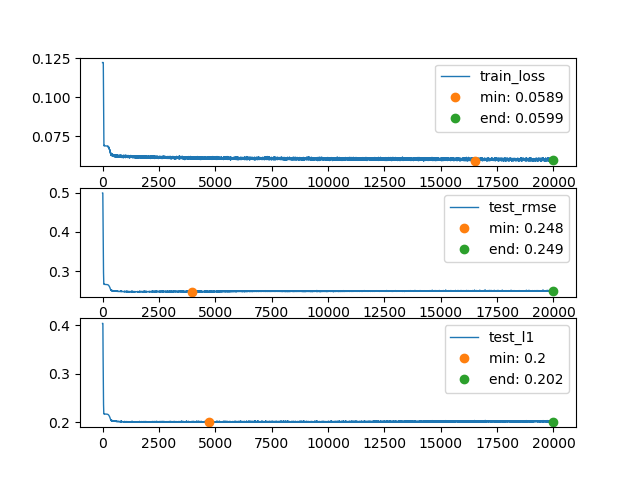 0.125
0.100
0.075
train_loss
min: 0.0589
end: 0.0599
0 2500 5000 7500 10000 12500 15000 17500 20000
0.5
0.4
0.3
test_rmse
min: 0.248
end: 0.249
0 2500 5000 7500 10000 12500 15000 17500 20000
0.4
0.3
0.2
test_l1
min: 0.2
end: 0.202
0 2500 5000 7500 10000 12500 15000 17500 20000